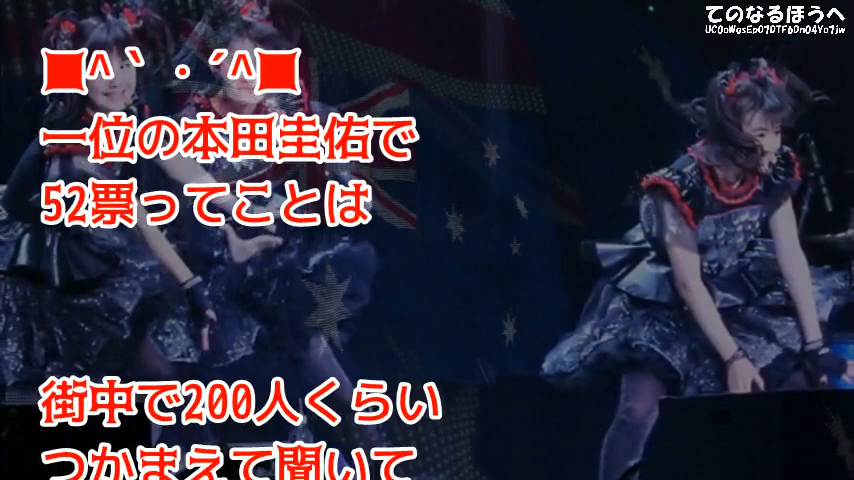 てのなるほうへ
■^｀・´^■
一位の本田圭佑で
52票ってことは
街中で200人くらい
つかまえて聞いて